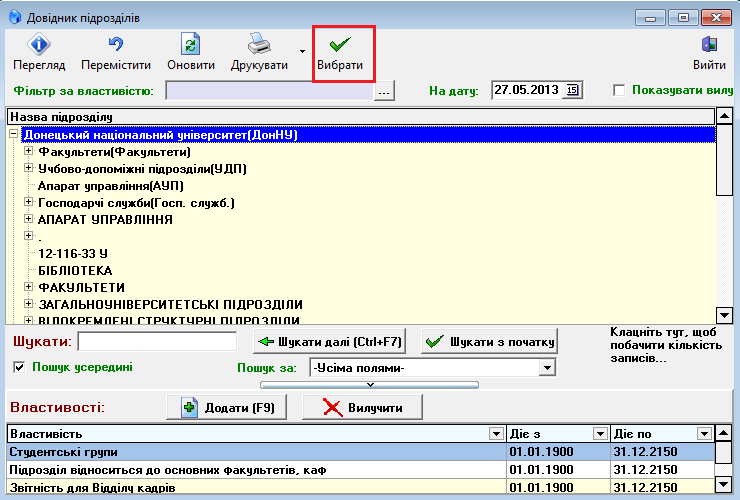 Довідник підрозділів
Перегляд Перемістити Оновити Друкувати Вибрати Вийти
Фільтр за властивістю: ... На дату: 27.05.2013 15 Показувати вилу
Назва підрозділу
Донецький національний університет(ДонНУ)
Факультети(Факультети)
Учбово-допоміжні підрозділи(УДП)
Апарат управління(АУП)
Господарчі служби(Госп. служб.)
АПАРАТ УПРАВЛІННЯ
.
12-116-33 У
БІБЛІОТЕКА
ФАКУЛЬТЕТИ
ЗАГАЛЬНОУНІВЕРСИТЕТСЬКІ ПІДРОЗДІЛИ
ВІДОКРЕМЛЕНІ СТРУКТУРНІ ПІДРОЗДІЛИ
Шукати: Шукати далі (Ctrl+F7) Шукати з початку
Клацніть тут, щоб
побачити кількість
записів...
Пошук усередині Пошук за: -Усіма полями-
Властивості: Додати (F9) Вилучити
Властивість Діє з Діє по
Студентські групи 01.01.1900 31.12.2150
Підрозділ відноситься до основних факультетів, каф 01.01.1900 31.12.2150
Звітність для Відділу кадрів 01.01.1900 31.12.2150